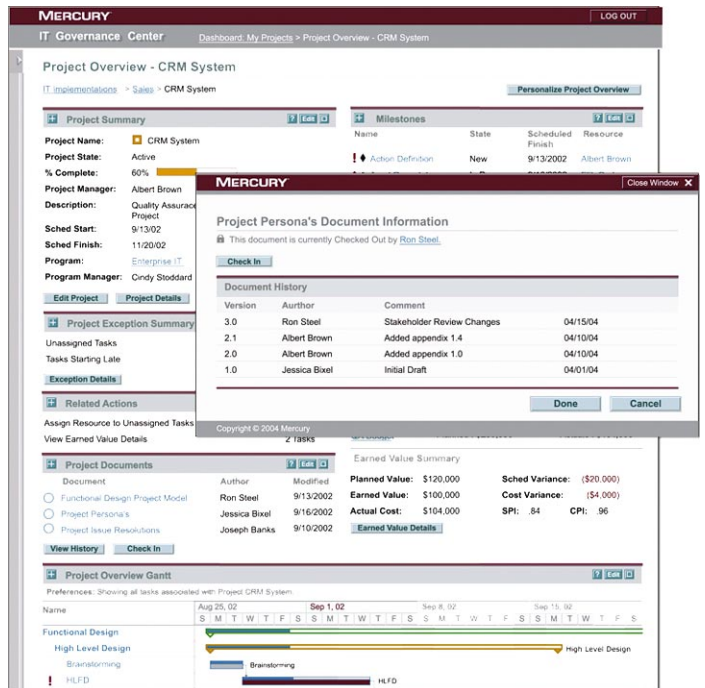 MERCURY
LOG OUT
IT Governance Center
Dashboard: My Projects > Project Overview - CRM System
Project Overview - CRM System
IT Implementations > Sales > CRM System
Personalize Project Overview
Project Summary
? Edit
Project Name: CRM System
Project State: Active
% Complete: 60%
Project Manager: Albert Brown
Description: Quality Assurance
Project
Sched Start: 9/13/02
Sched Finish: 11/20/02
Program: Enterprise IT
Program Manager: Cindy Stoddard
Edit Project Project Details
Milestones
? Edit
Name State Scheduled Finish Resource
! Action Definition New 9/13/2002 Albert Brown
MERCURY
Close Window X
Project Persona's Document Information
This document is currently Checked Out by Ron Steel.
Check In
Document History
Version Aurthor Comment
3.0 Ron Steel Stakeholder Review Changes 04/15/04
2.1 Albert Brown Added appendix 1.4 04/10/04
2.0 Albert Brown Added appendix 1.0 04/10/04
1.0 Jessica Bixel Initial Draft 04/01/04
Done Cancel
Copyright © 2004 Mercury
Project Exception Summary
Unassigned Tasks
Tasks Starting Late
Exception Details
Related Actions
Assign Resource to Unassigned Tasks
View Earned Value Details
2 Tasks
Project Documents
? Edit
Document Author Modified
Functional Design Project Model Ron Steel 9/13/2002
Project Persona's Jessica Bixel 9/16/2002
Project Issue Resolutions Joseph Banks 9/10/2002
View History Check In
Earned Value Summary
Planned Value: $120,000 Sched Variance: ($20.000)
Earned Value: $100,000 Cost Variance: ($4,000)
Actual Cost: $104,000 SPI: .84 CPI: .96
Earned Value Details
Project Overview Gantt
? Edit
Preferences: Showing all tasks associated with Project CRM System
Name
Aug 25, 02 Sep 1, 02 Sep 8, 02 Sep 15, 02
S M T W T F S S M T W T F S S M T W T F S S M T W T F S
Functional Design
High Level Design
High Level Design
Brainstorming
Brainstorming
! HLFD
HLFD